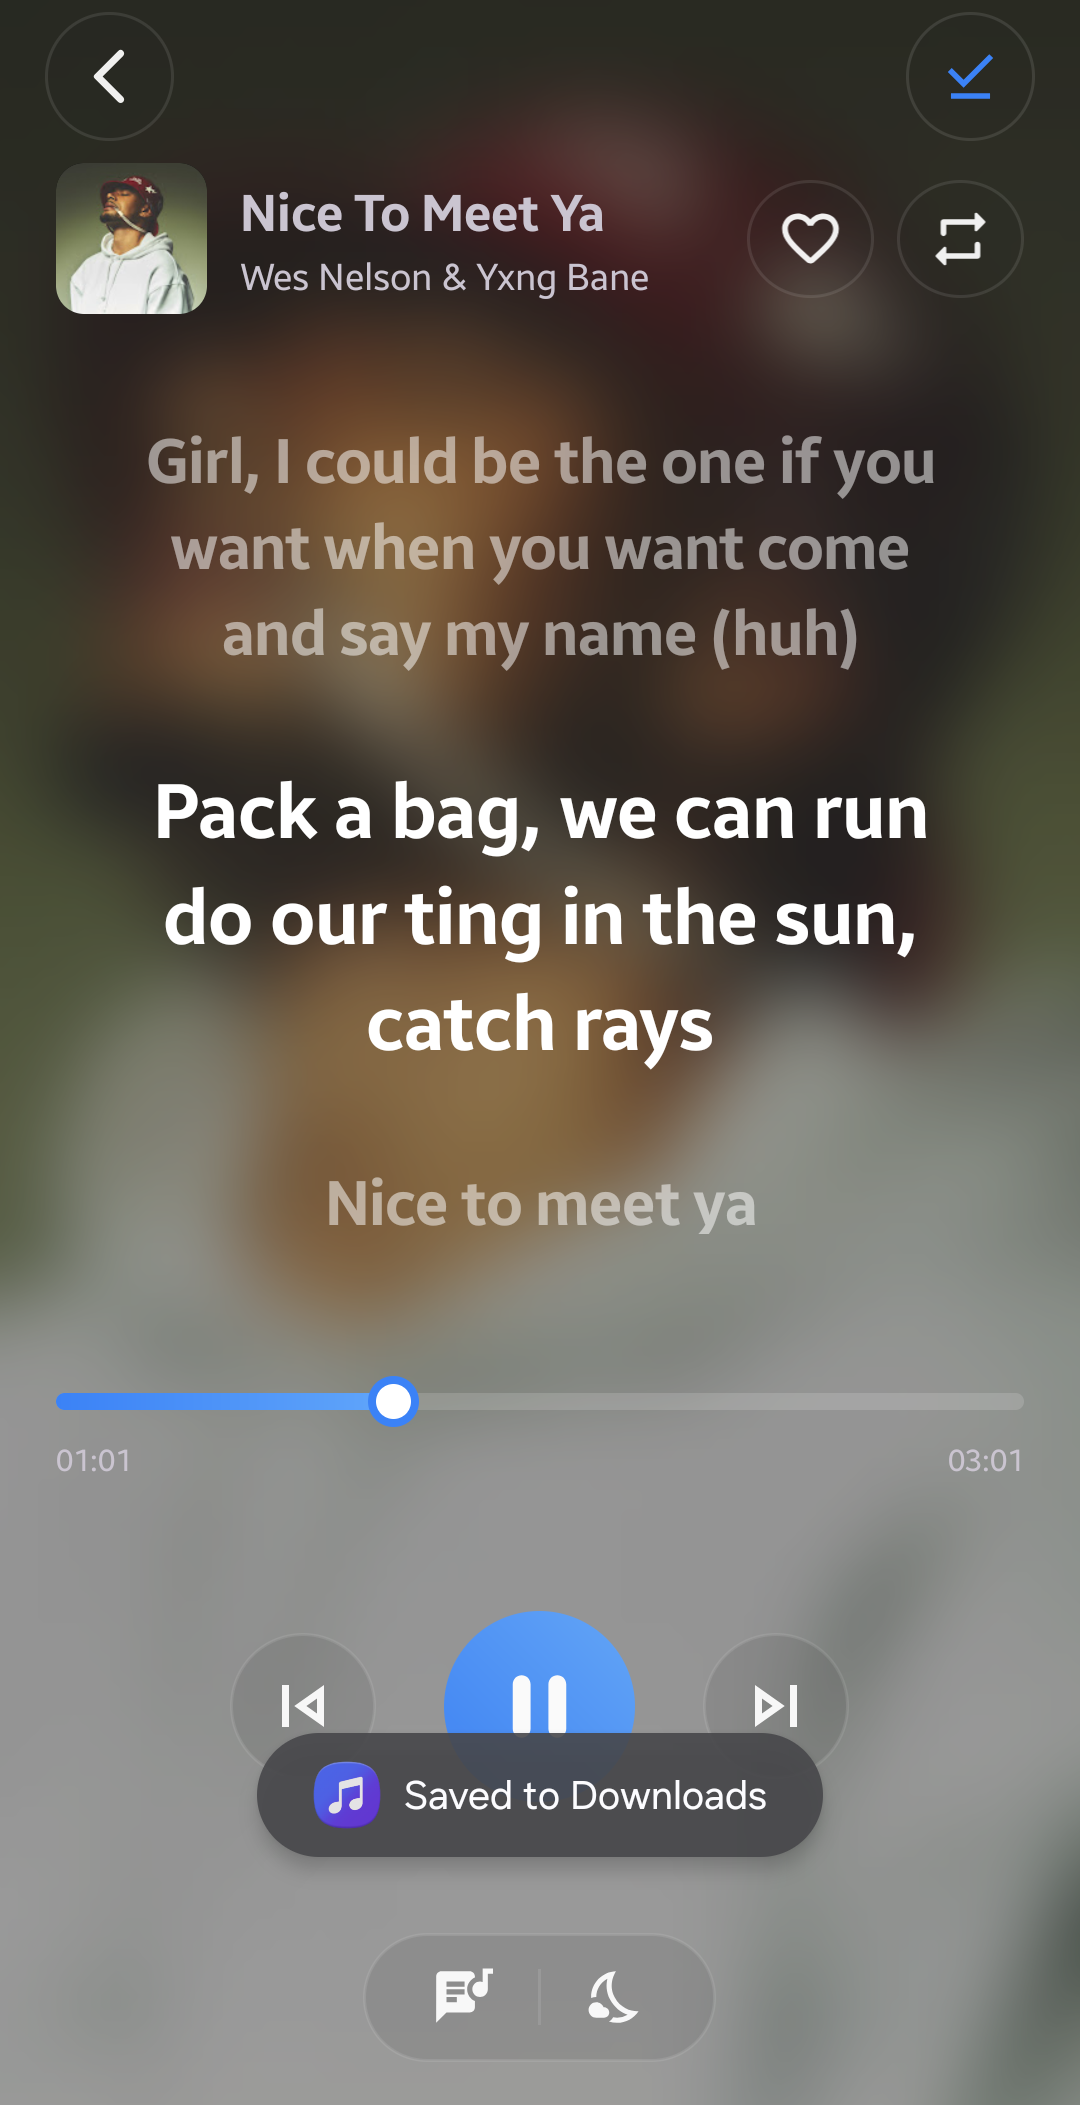 Nice To Meet Ya
Wes Nelson & Yxng Bane
Girl, I could be the one if you
want when you want come
and say my name (huh)
Pack a bag, we can run
do our ting in the sun,
catch rays
Nice to meet ya
01:01
03:01
Saved to Downloads